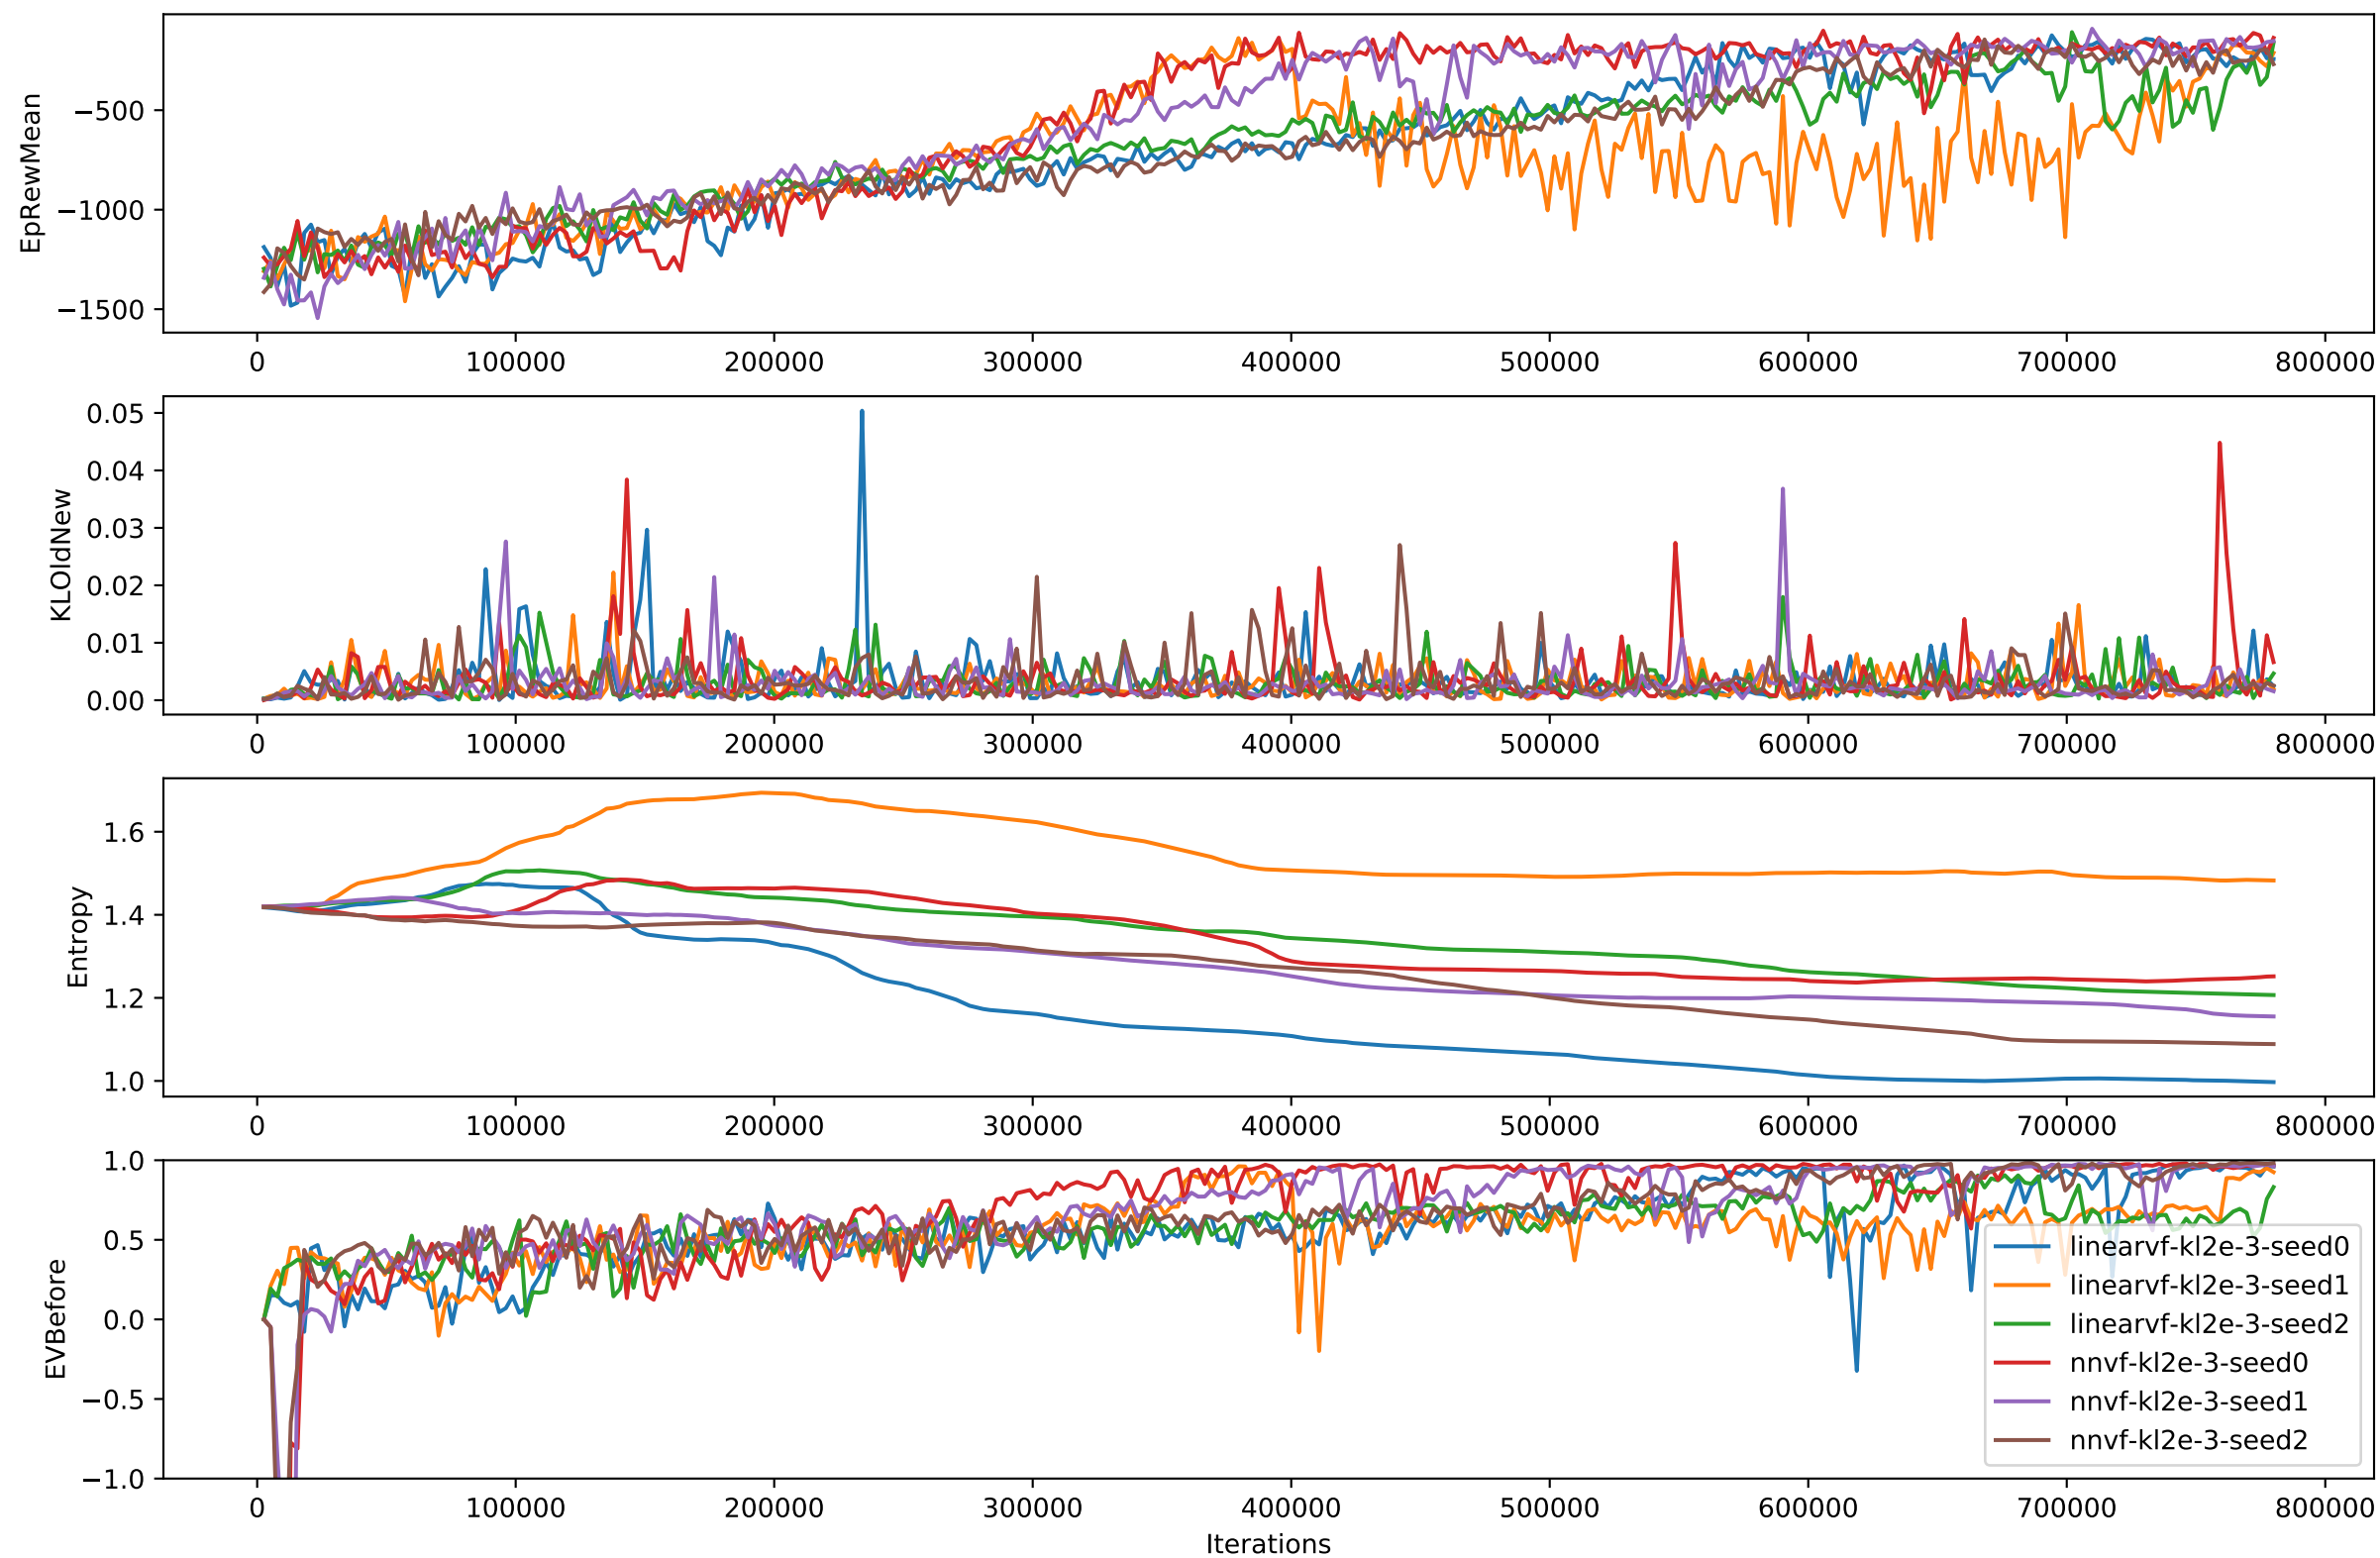 EpRewMean
−500
−1000
−1500
0 100000 200000 300000 400000 500000 600000 700000 800000
KLOldNew
0.05
0.04
0.03
0.02
0.01
0.00
0 100000 200000 300000 400000 500000 600000 700000 800000
Entropy
1.6
1.4
1.2
1.0
0 100000 200000 300000 400000 500000 600000 700000 800000
EVBefore
1.0
0.5
0.0
−0.5
−1.0
linearvf-kl2e-3-seed0
linearvf-kl2e-3-seed1
linearvf-kl2e-3-seed2
nnvf-kl2e-3-seed0
nnvf-kl2e-3-seed1
nnvf-kl2e-3-seed2
0 100000 200000 300000 400000 500000 600000 700000 800000
Iterations